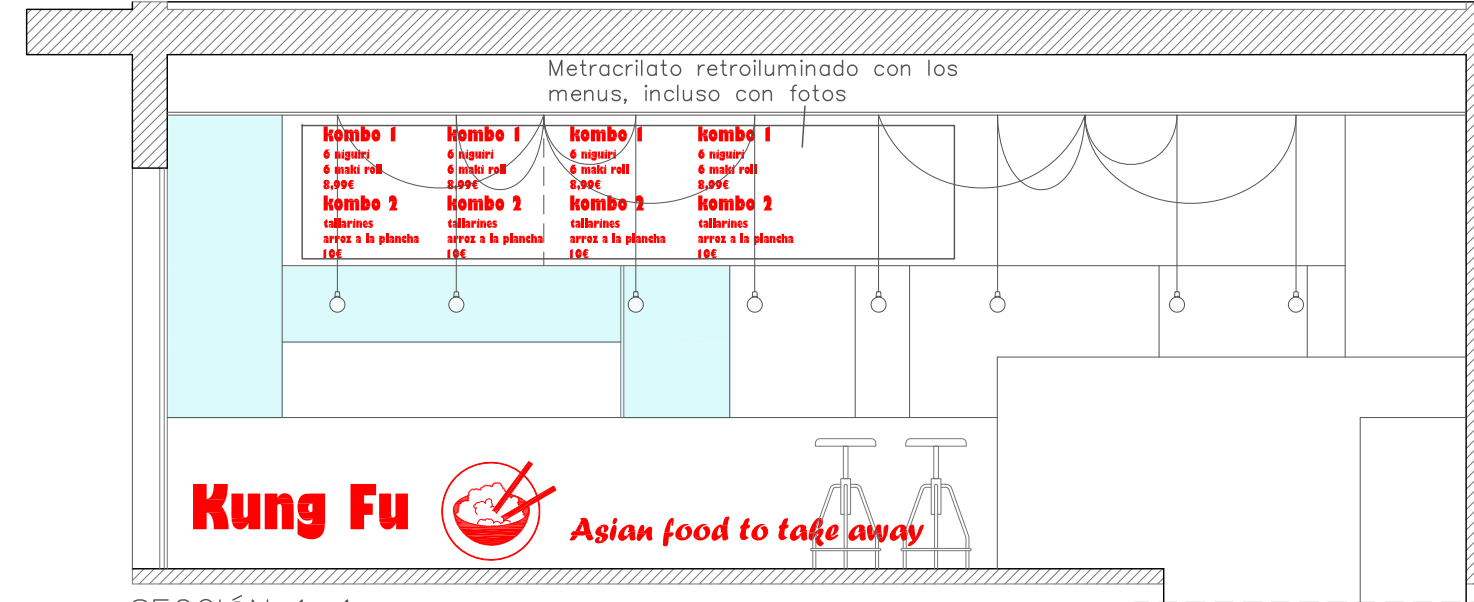 Metracrilato retroiluminado con los
menus, incluso con fotos
kombo 1
6 niguiri
6 maki roll
8,99€
kombo 2
tallarines
arroz a la plancha
10€
kombo 1
6 niguiri
6 maki roll
8,99€
kombo 2
tallarines
arroz a la plancha
10€
kombo 1
6 niguiri
6 maki roll
8,99€
kombo 2
tallarines
arroz a la plancha
10€
kombo 1
6 niguiri
6 maki roll
8,99€
kombo 2
tallarines
arroz a la plancha
10€
Kung Fu
Asian food to take away